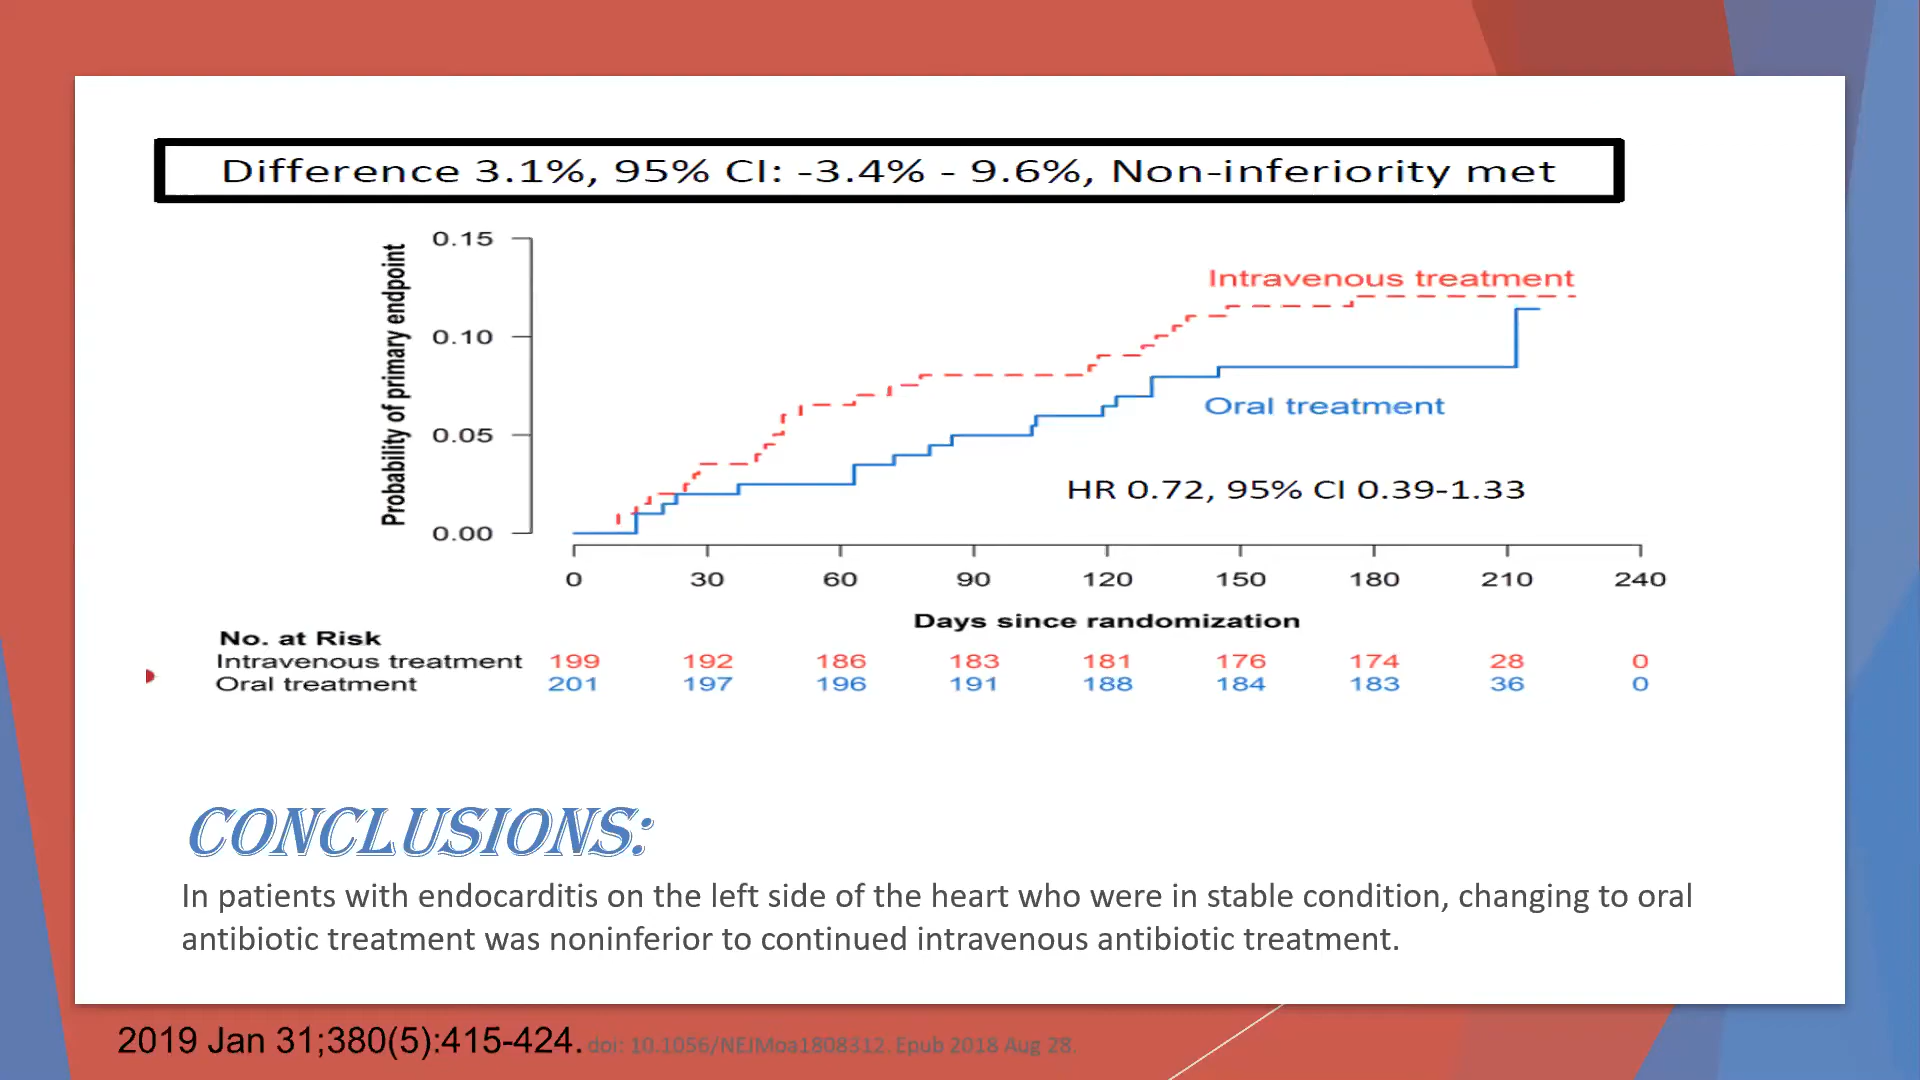 Difference 3.1%, 95% CI: -3.4% - 9.6%, Non-inferiority met
Probability of primary endpoint
0.15
0.10
0.05
0.00
Intravenous treatment
Oral treatment
HR 0.72, 95% CI 0.39-1.33
0 30 60 90 120 150 180 210 240
Days since randomization
No. at Risk
Intravenous treatment 199 192 186 183 181 176 174 28 0
Oral treatment 201 197 196 191 188 184 183 36 0
CONCLUSIONS:
In patients with endocarditis on the left side of the heart who were in stable condition, changing to oral
antibiotic treatment was noninferior to continued intravenous antibiotic treatment.
2019 Jan 31;380(5):415-424. doi: 10.1056/NEJMoa1808312. Epub 2018 Aug 28.